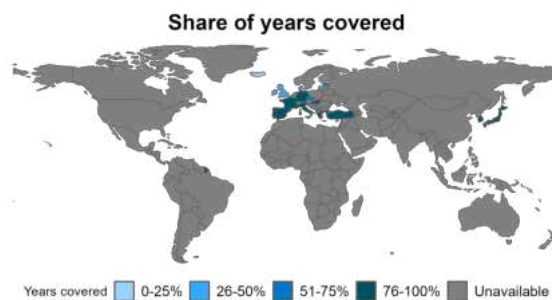 Share of years covered
Years covered 0-25% 26-50% 51-75% 76-100% Unavailable